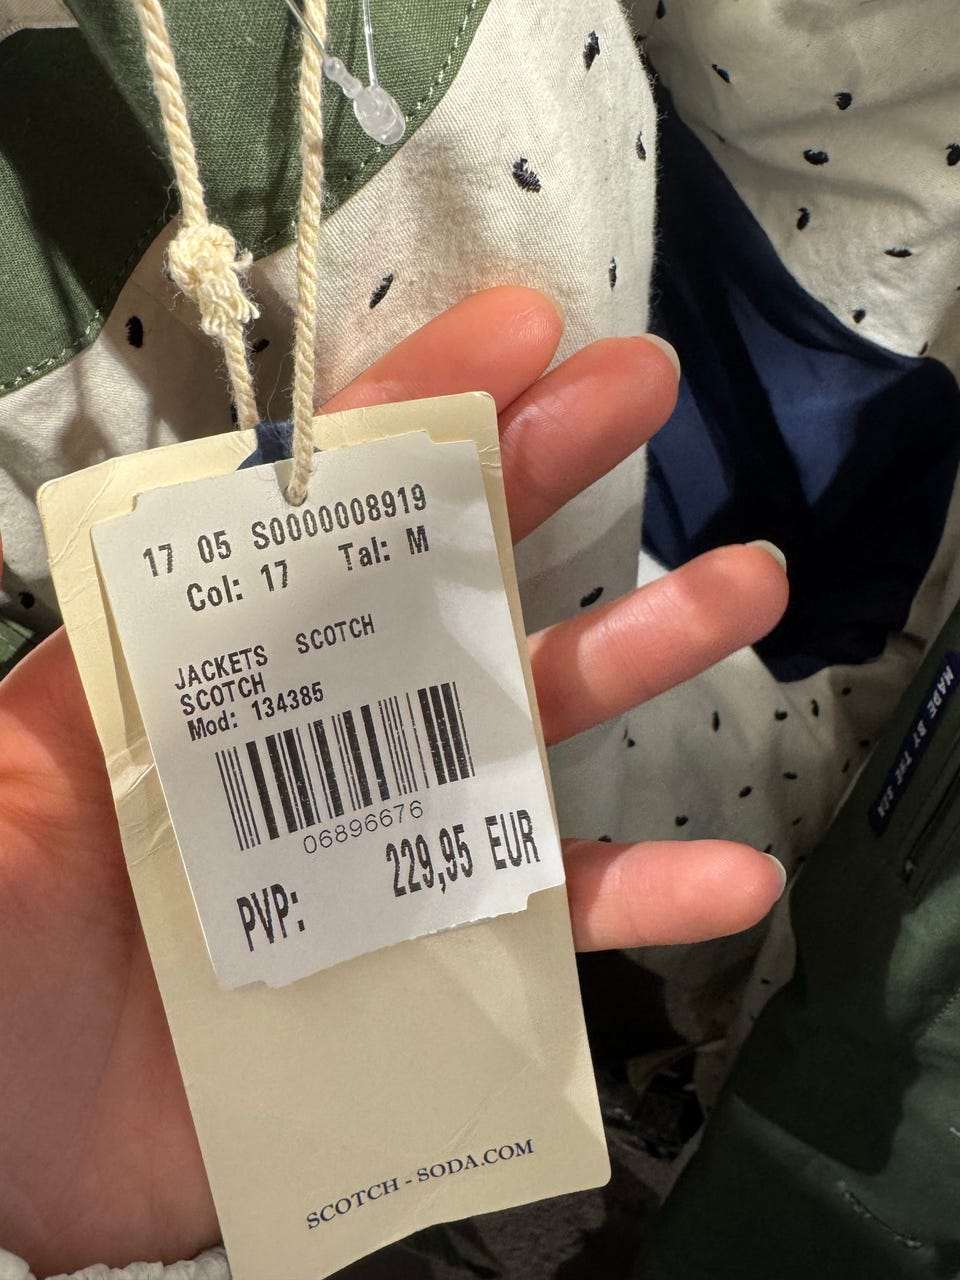 17 05 S0000008919
Col: 17 Tal: M
JACKETS SCOTCH
SCOTCH
Mod: 134385
06896676
PVP: 229,95 EUR
SCOTCH - SODA.COM
MADE BY THE SEA